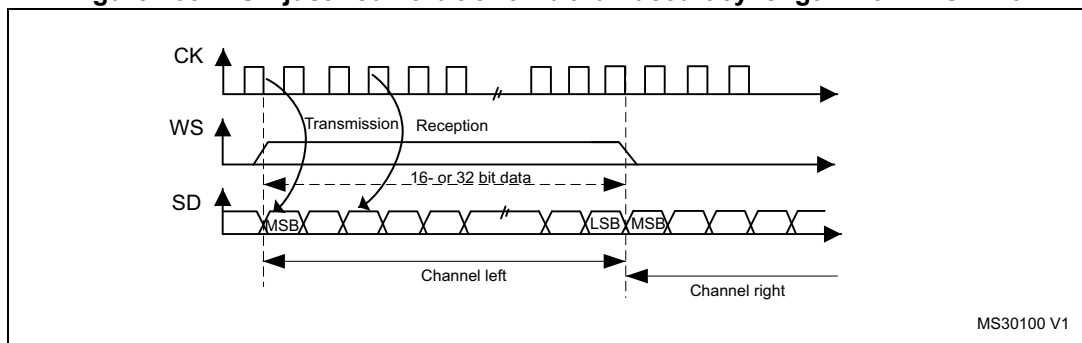 CK
Transmission
Reception
WS
16- or 32 bit data
SD
MSB
LSB
MSB
Channel left
Channel right
MS30100 V1